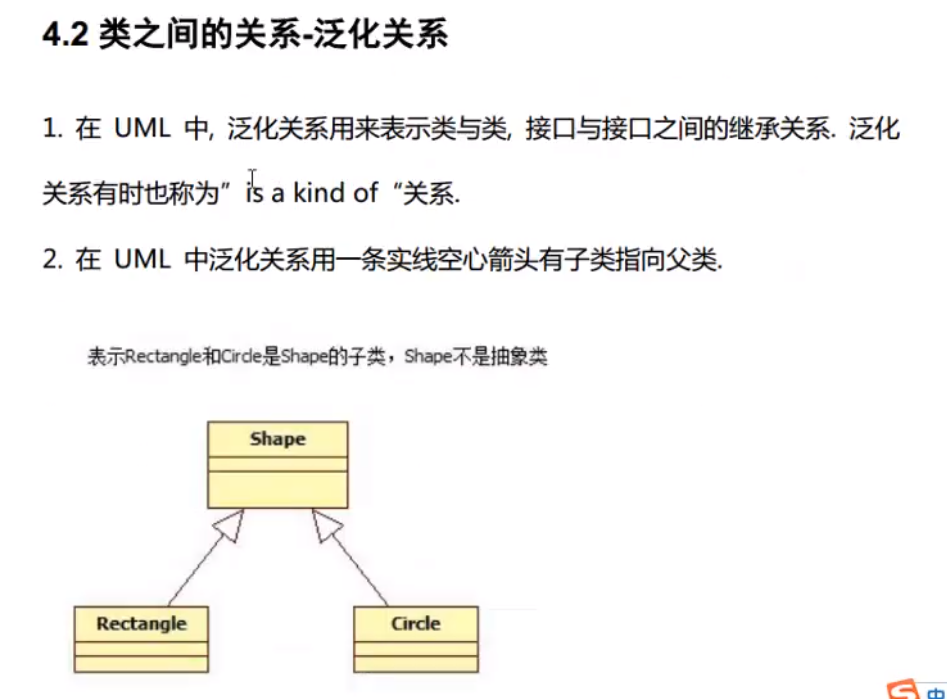 4.2 类之间的关系-泛化关系
1. 在 UML 中, 泛化关系用来表示类与类, 接口与接口之间的继承关系. 泛化
关系有时也称为” is a kind of “关系.
2. 在 UML 中泛化关系用一条实线空心箭头有子类指向父类.
表示Rectangle和Circle是Shape的子类，Shape不是抽象类
Shape
Rectangle
Circle
中